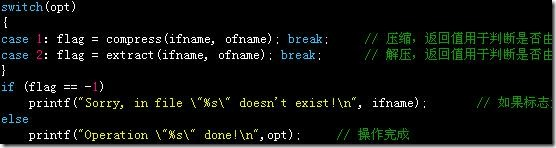 switch(opt)
{
case 1: flag = compress(ifname, ofname); break; // 压缩，返回值用于判断是否由
case 2: flag = extract(ifname, ofname); break; // 解压，返回值用于判断是否由
}
if (flag == -1)
printf("Sorry, in file \"%s\" doesn't exist!\n", ifname); // 如果标志
else
printf("Operation \"%s\" done!\n",opt); // 操作完成